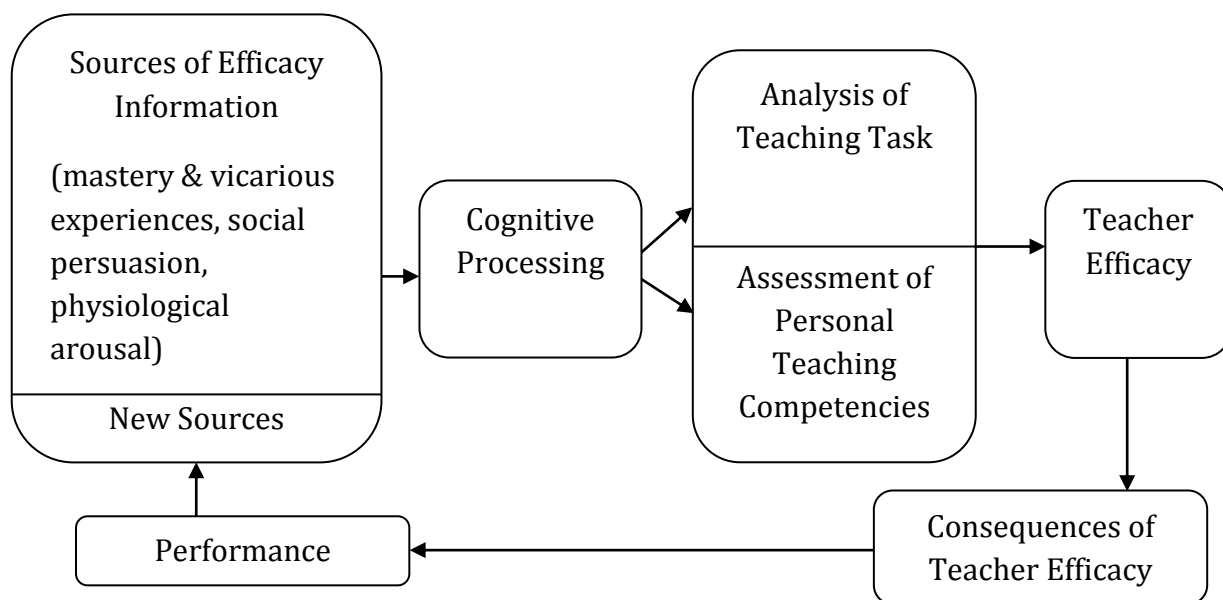 Sources of Efficacy
Information
(mastery & vicarious
experiences, social
persuasion,
physiological
arousal)
New Sources
Cognitive
Processing
Analysis of
Teaching Task
Assessment of
Personal
Teaching
Competencies
Teacher
Efficacy
Consequences of
Teacher Efficacy
Performance